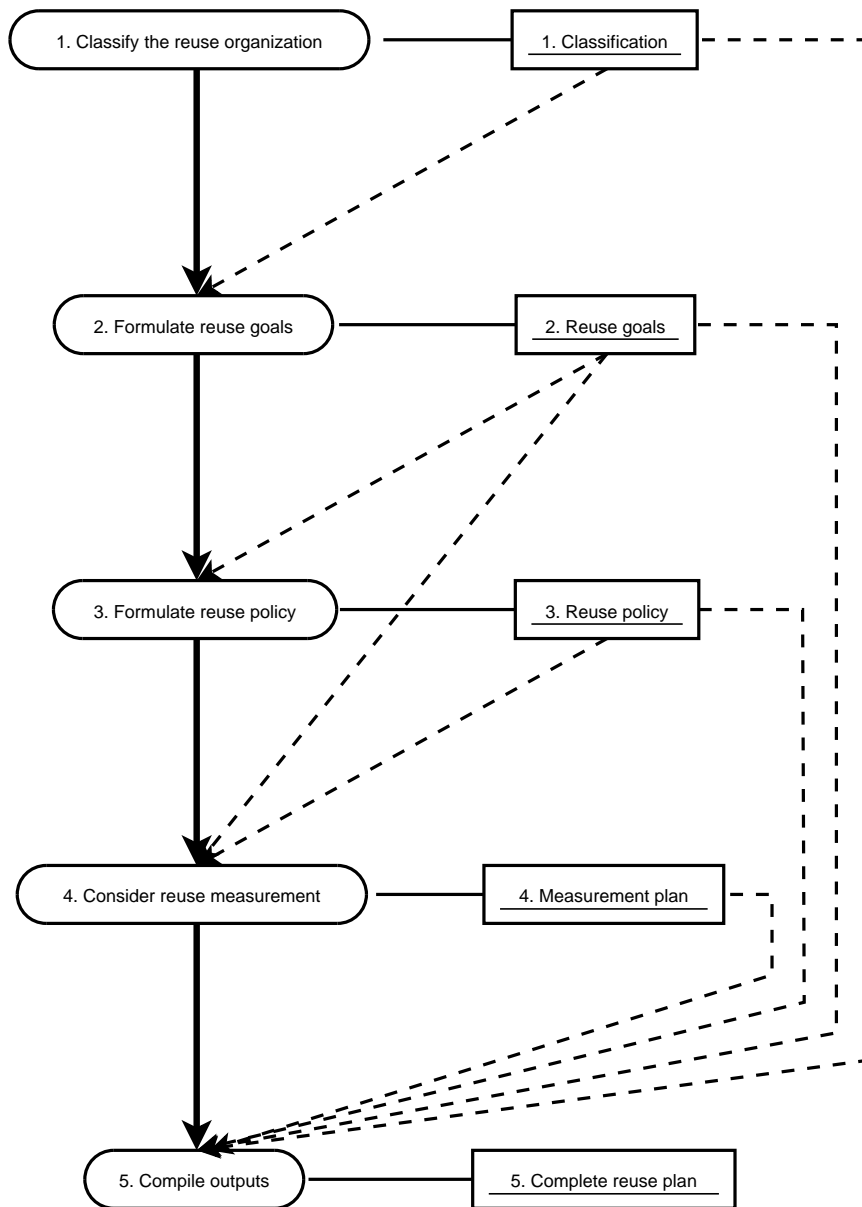 1. Classify the reuse organization
1. Classification
2. Formulate reuse goals
2. Reuse goals
3. Formulate reuse policy
3. Reuse policy
4. Consider reuse measurement
4. Measurement plan
5. Compile outputs
5. Complete reuse plan